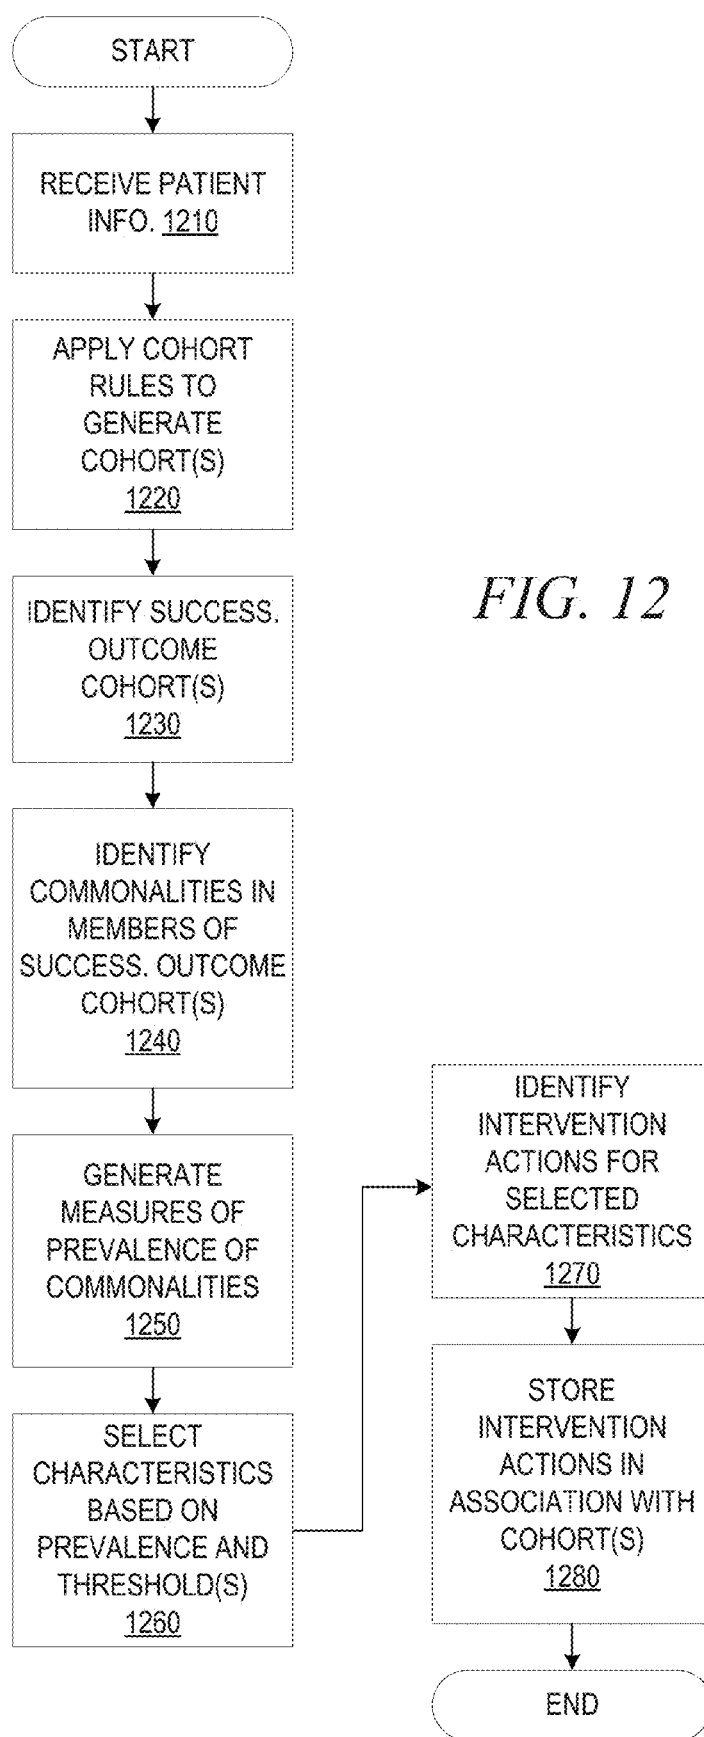 START
RECEIVE PATIENT
INFO. 1210
APPLY COHORT
RULES TO
GENERATE
COHORT(S)
1220
IDENTIFY SUCCESS.
OUTCOME
COHORT(S)
1230
IDENTIFY
COMMONALITIES IN
MEMBERS OF
SUCCESS. OUTCOME
COHORT(S)
1240
GENERATE
MEASURES OF
PREVALENCE OF
COMMONALITIES
1250
SELECT
CHARACTERISTICS
BASED ON
PREVALENCE AND
THRESHOLD(S)
1260
FIG. 12
IDENTIFY
INTERVENTION
ACTIONS FOR
SELECTED
CHARACTERISTICS
1270
STORE
INTERVENTION
ACTIONS IN
ASSOCIATION WITH
COHORT(S)
1280
END